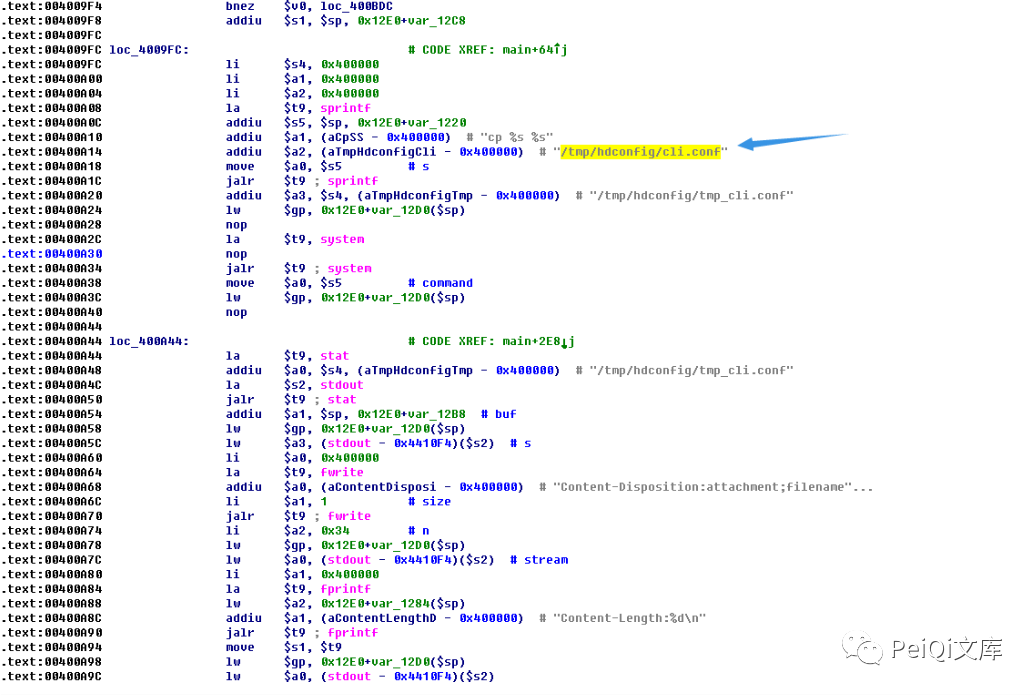 .text:004009F4 bnez $v0, loc_400BDC
.text:004009F8 addiu $s1, $sp, 0x12E0+var_12C8
.text:004009FC
.text:004009FC loc_4009FC: # CODE XREF: main+64↑j
.text:004009FC li $s4, 0x400000
.text:00400A00 li $a1, 0x400000
.text:00400A04 li $a2, 0x400000
.text:00400A08 la $t9, sprintf
.text:00400A0C addiu $s5, $sp, 0x12E0+var_1220
.text:00400A10 addiu $a1, (aCpSS - 0x400000) # "cp %s %s"
.text:00400A14 addiu $a2, (aTmpHdconfigCli - 0x400000) # "/tmp/hdconfig/cli.conf"
.text:00400A18 move $a0, $s5 # s
.text:00400A1C jalr $t9 ; sprintf
.text:00400A20 addiu $a3, $s4, (aTmpHdconfigTmp - 0x400000) # "/tmp/hdconfig/tmp_cli.conf"
.text:00400A24 lw $gp, 0x12E0+var_12D0($sp)
.text:00400A28 nop
.text:00400A2C la $t9, system
.text:00400A30 nop
.text:00400A34 jalr $t9 ; system
.text:00400A38 move $a0, $s5 # command
.text:00400A3C lw $gp, 0x12E0+var_12D0($sp)
.text:00400A40 nop
.text:00400A44
.text:00400A44 loc_400A44: # CODE XREF: main+2E8↓j
.text:00400A44 la $t9, stat
.text:00400A48 addiu $a0, $s4, (aTmpHdconfigTmp - 0x400000) # "/tmp/hdconfig/tmp_cli.conf"
.text:00400A4C la $s2, stdout
.text:00400A50 jalr $t9 ; stat
.text:00400A54 addiu $a1, $sp, 0x12E0+var_12B8 # buf
.text:00400A58 lw $gp, 0x12E0+var_12D0($sp)
.text:00400A5C lw $a3, (stdout - 0x4410F4)($s2) # s
.text:00400A60 li $a0, 0x400000
.text:00400A64 la $t9, fwrite
.text:00400A68 addiu $a0, (aContentDisposi - 0x400000) # "Content-Disposition:attachment;filename"...
.text:00400A6C li $a1, 1 # size
.text:00400A70 jalr $t9 ; fwrite
.text:00400A74 li $a2, 0x34 # n
.text:00400A78 lw $gp, 0x12E0+var_12D0($sp)
.text:00400A7C lw $a0, (stdout - 0x4410F4)($s2) # stream
.text:00400A80 li $a1, 0x400000
.text:00400A84 la $t9, fprintf
.text:00400A88 lw $a2, 0x12E0+var_1284($sp)
.text:00400A8C addiu $a1, (aContentLengthD - 0x400000) # "Content-Length:%d\n"
.text:00400A90 jalr $t9 ; fprintf
.text:00400A94 move $s1, $t9
.text:00400A98 lw $gp, 0x12E0+var_12D0($sp)
.text:00400A9C lw $a0, (stdout - 0x4410F4)($s2)
PeiQi文库